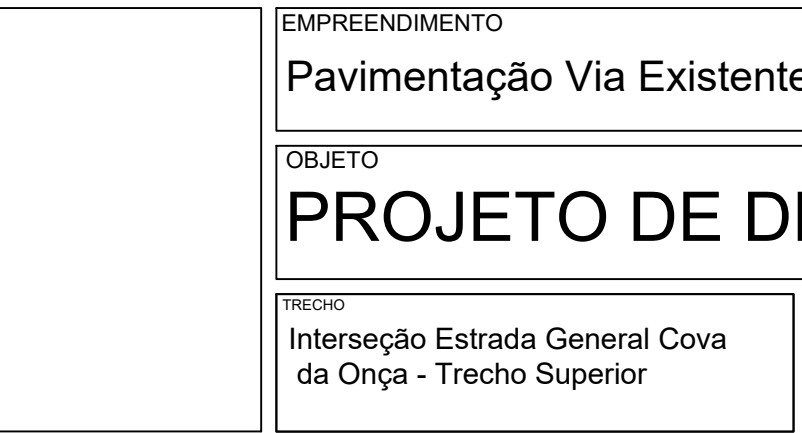 EMPREENDIMENTO
Pavimentação Via Existente
OBJETO
PROJETO DE
TRECHO
Interseção Estrada General Cova
da Onça - Trecho Superior